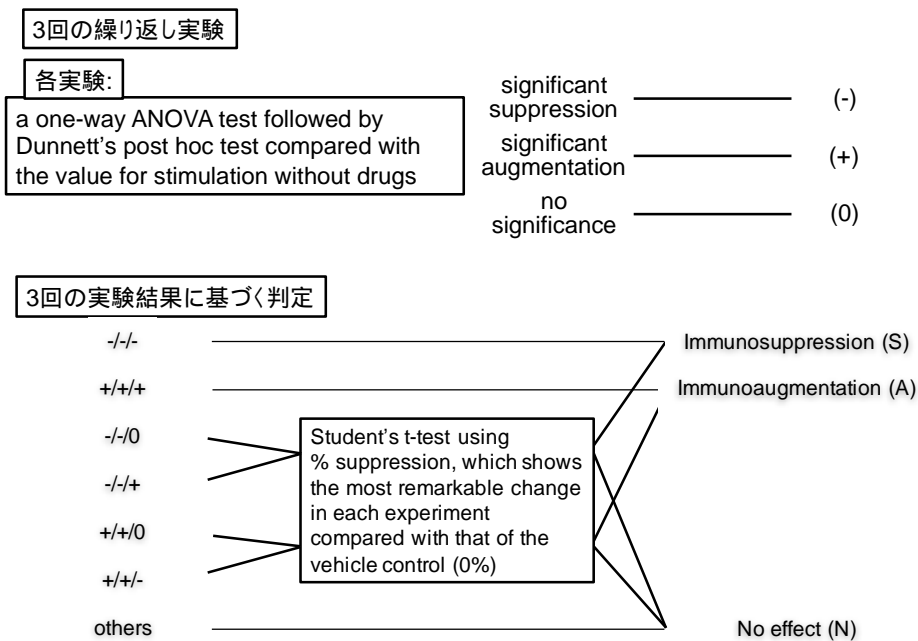 3回の繰り返し実験
各実験:
a one-way ANOVA test followed by
Dunnett's post hoc test compared with
the value for stimulation without drugs
significant
suppression
(-)
significant
augmentation
(+)
no
significance
(0)
3回の実験結果に基づく判定
-/-/-
Immunosuppression (S)
+/+/+
Immunoaugmentation (A)
-/-/0
-/-/+
+/+/0
+/+/-
Student's t-test using
% suppression, which shows
the most remarkable change
in each experiment
compared with that of the
vehicle control (0%)
others
No effect (N)